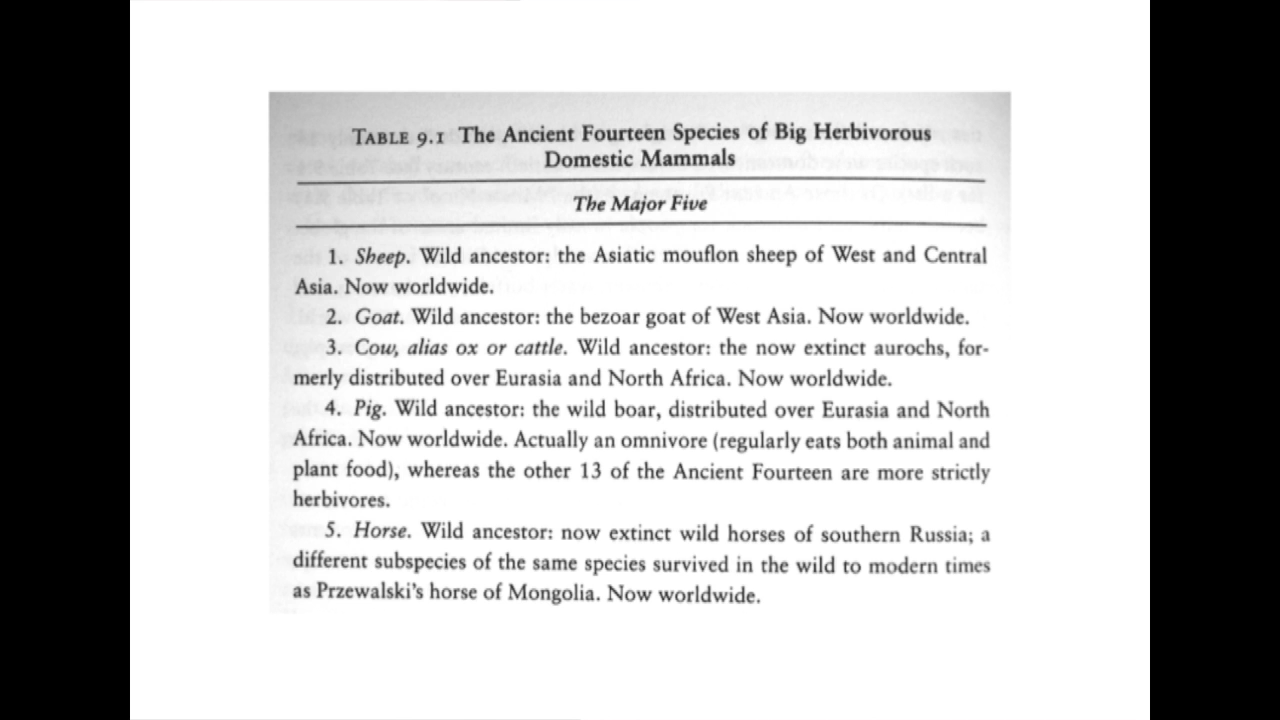 TABLE 9.1 The Ancient Fourteen Species of Big Herbivorous
Domestic Mammals
The Major Five
1. Sheep. Wild ancestor: the Asiatic mouflon sheep of West and Central
Asia. Now worldwide.
2. Goat. Wild ancestor: the bezoar goat of West Asia. Now worldwide.
3. Cow, alias ox or cattle. Wild ancestor: the now extinct aurochs, for-
merly distributed over Eurasia and North Africa. Now worldwide.
4. Pig. Wild ancestor: the wild boar, distributed over Eurasia and North
Africa. Now worldwide. Actually an omnivore (regularly eats both animal and
plant food), whereas the other 13 of the Ancient Fourteen are more strictly
herbivores.
5. Horse. Wild ancestor: now extinct wild horses of southern Russia; a
different subspecies of the same species survived in the wild to modern times
as Przewalski's horse of Mongolia. Now worldwide.